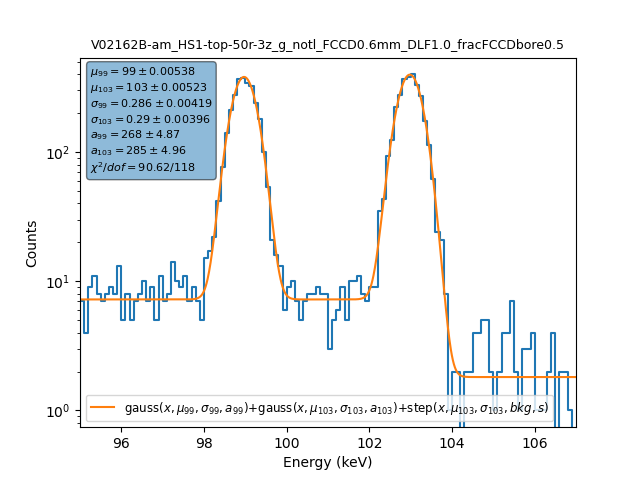 V02162B-am_HS1-top-50r-3z_g_notl_FCCD0.6mm_DLF1.0_fracFCCDbore0.5
μ₉₉ = 99 ± 0.00538
μ₁₀₃ = 103 ± 0.00523
σ₉₉ = 0.286 ± 0.00419
σ₁₀₃ = 0.29 ± 0.00396
a₉₉ = 268 ± 4.87
a₁₀₃ = 285 ± 4.96
χ²/dof = 90.62/118
10²
10¹
10⁰
Counts
gauss(x, μ₉₉, σ₉₉, a₉₉)+gauss(x, μ₁₀₃, σ₁₀₃, a₁₀₃)+step(x, μ₁₀₃, σ₁₀₃, bkg, s)
96 98 100 102 104 106
Energy (keV)